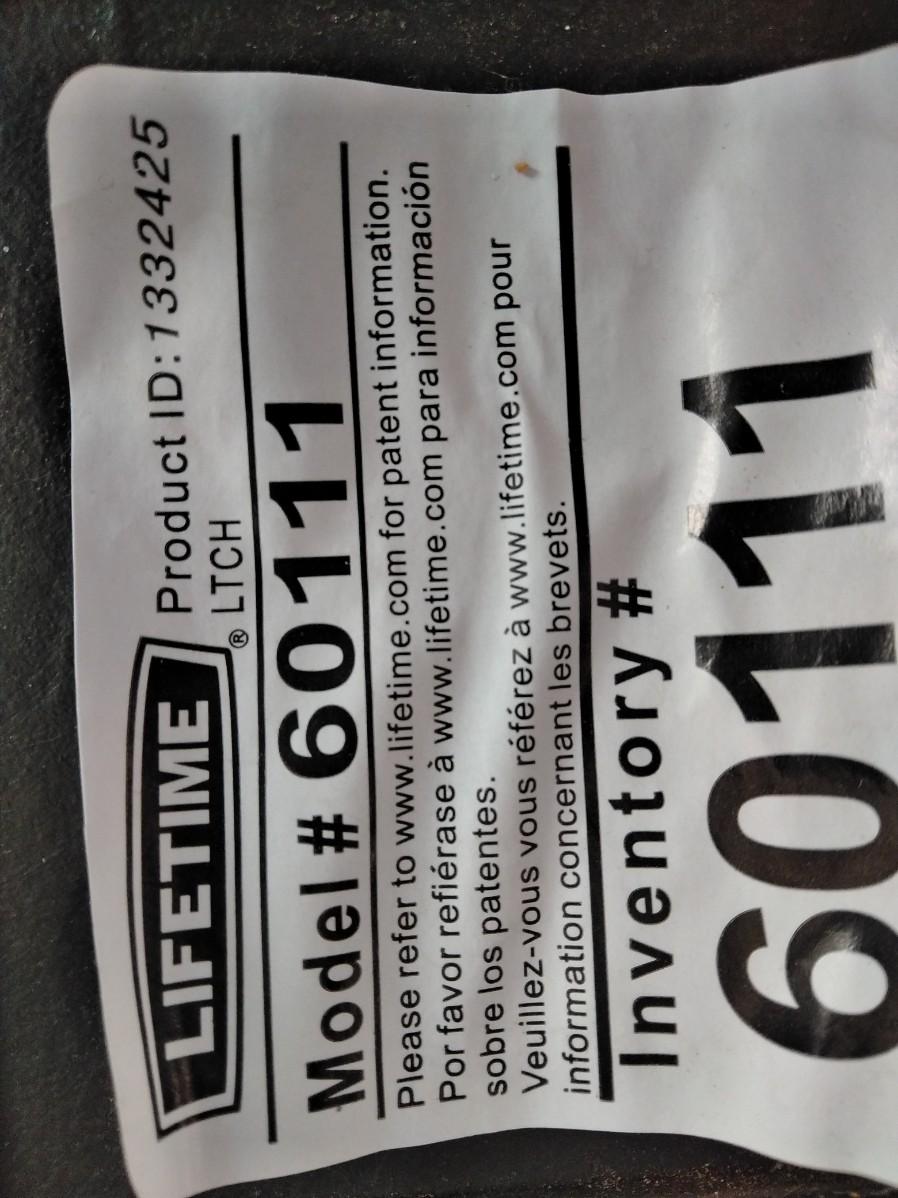 LIFETIME® Product ID:1332425
LTCH
Model # 60111
Please refer to www.lifetime.com for patent information.
Por favor refiérase à www.lifetime.com para información
sobre los patentes.
Veuillez-vous vous référez à www.lifetime.com pour
information concernant les brevets.
Inventory #
60111